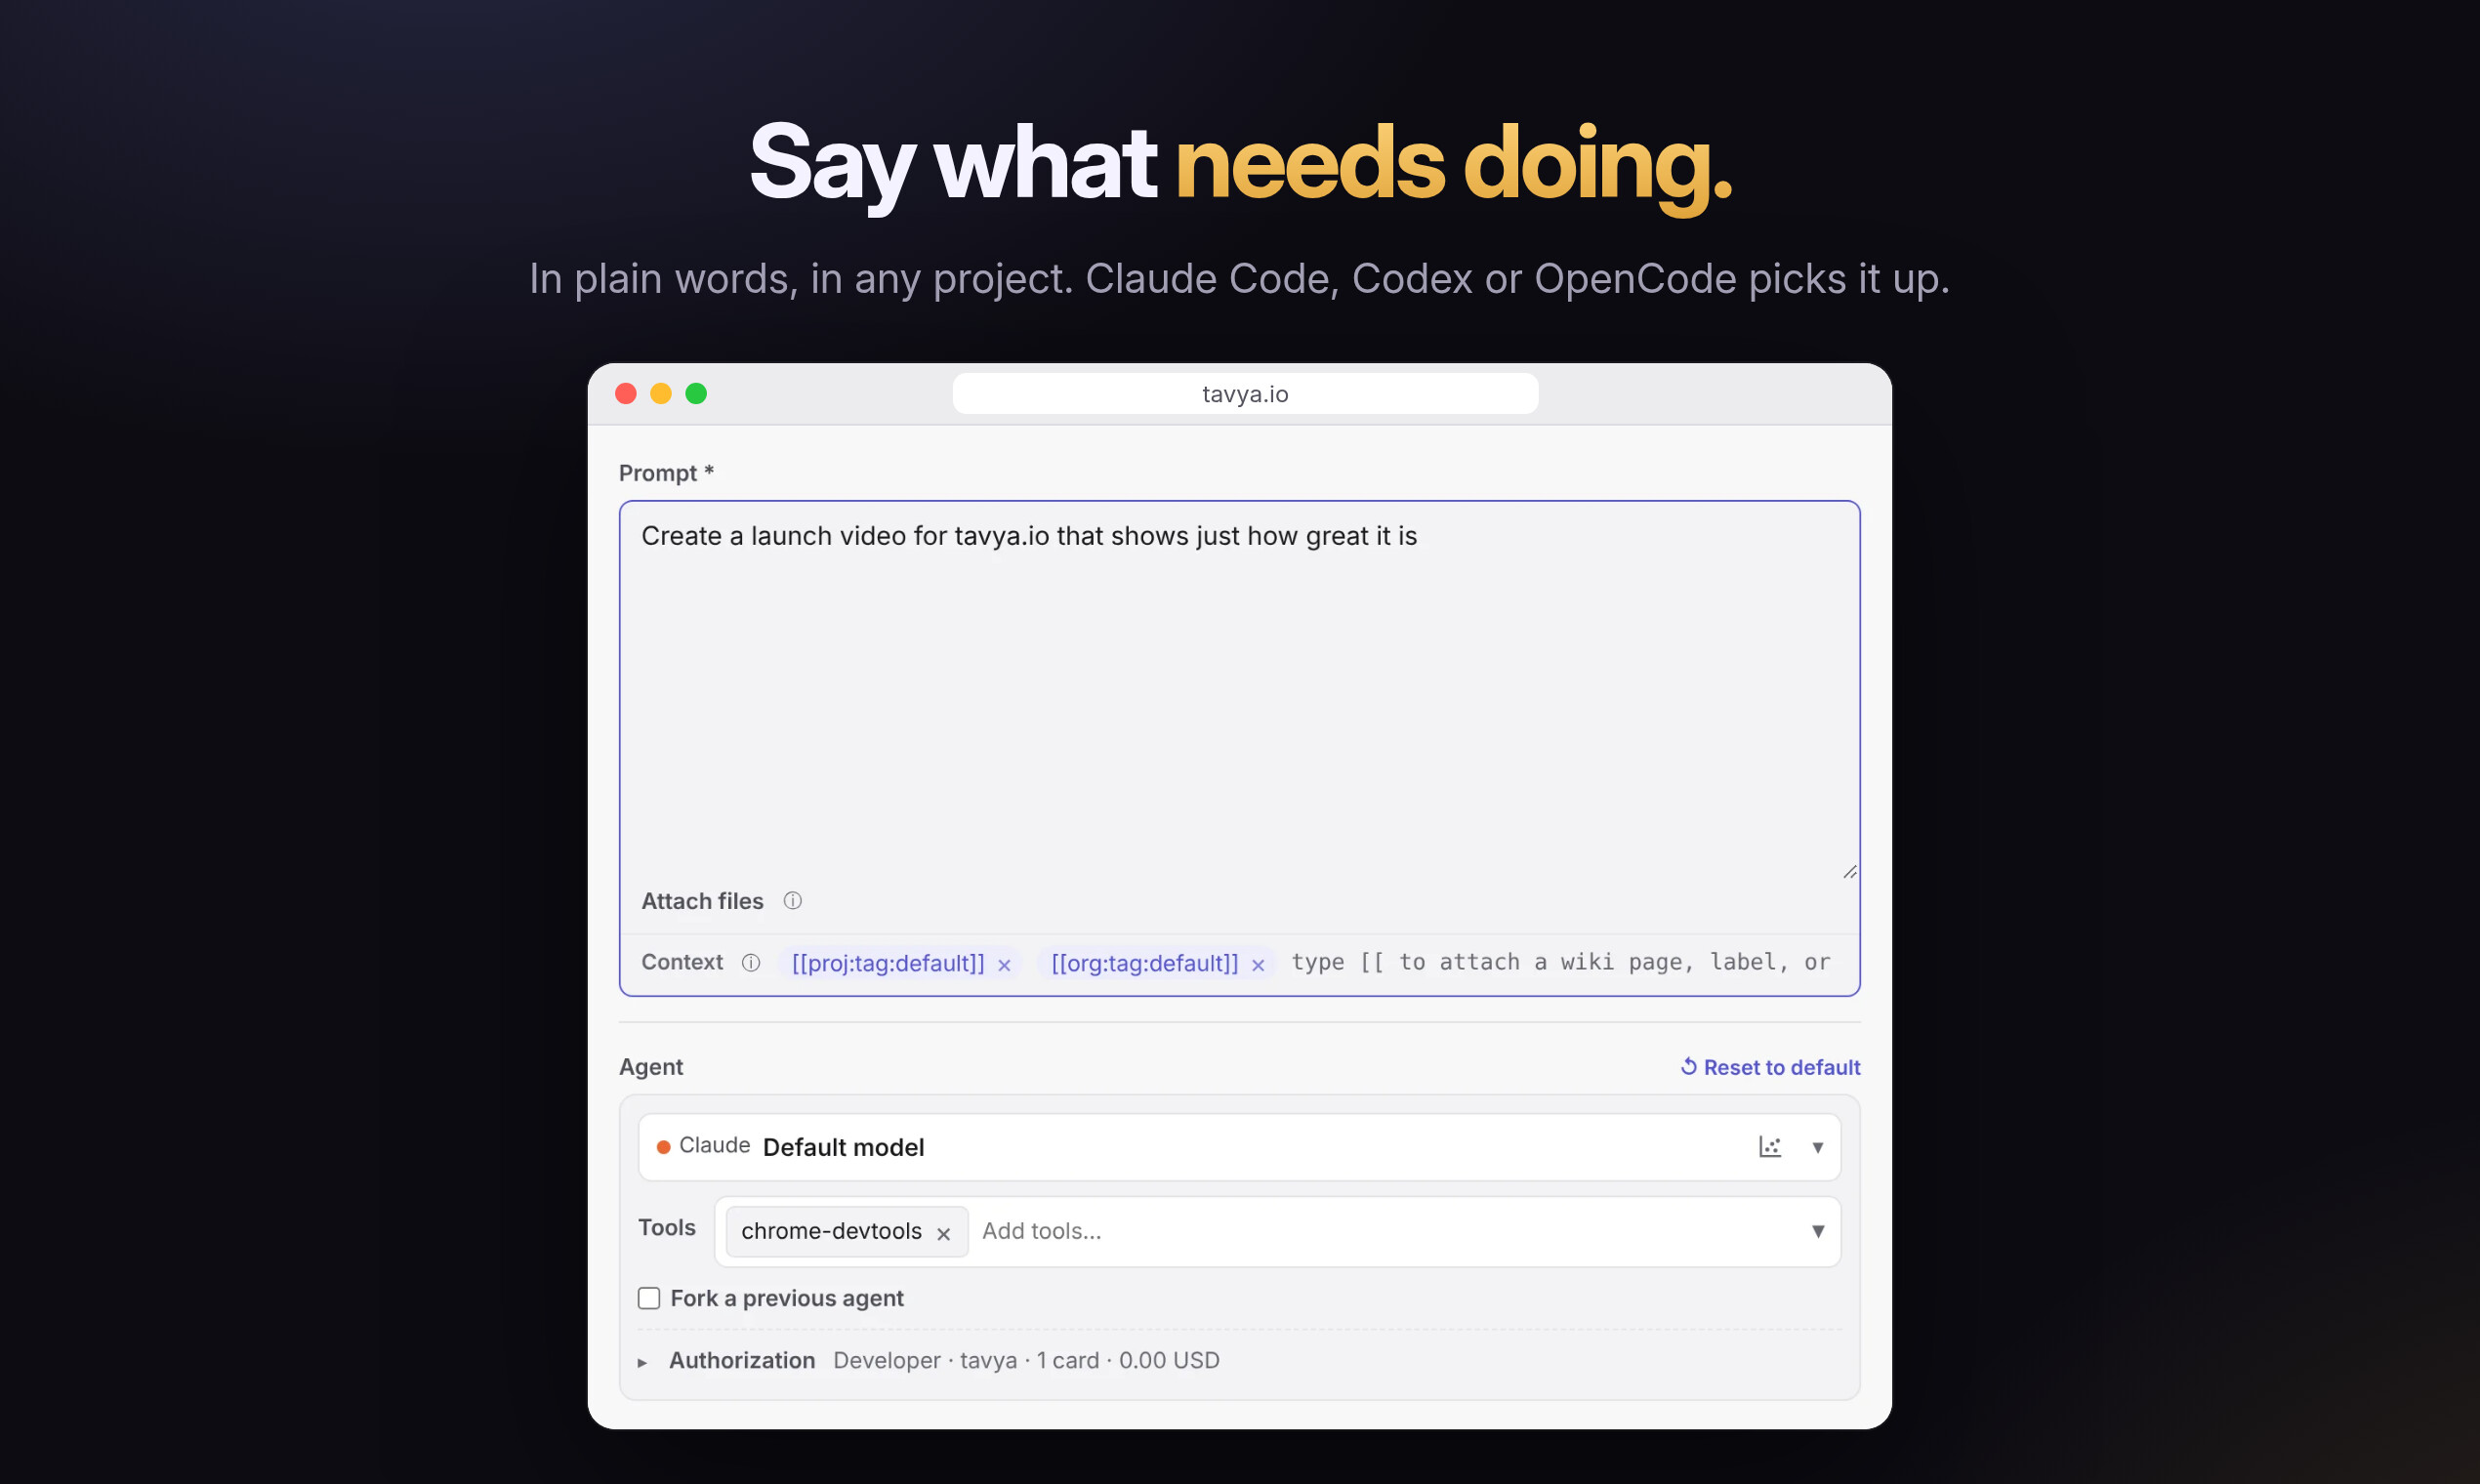 Say what needs doing.
In plain words, in any project. Claude Code, Codex or OpenCode picks it up.
tavya.io
Prompt *
Create a launch video for tavya.io that shows just how great it is
Attach files
Context [[proj:tag:default]] × [[org:tag:default]] × type [[ to attach a wiki page, label, or
Agent Reset to default
Claude Default model
Tools chrome-devtools × Add tools...
Fork a previous agent
Authorization Developer · tavya · 1 card · 0.00 USD